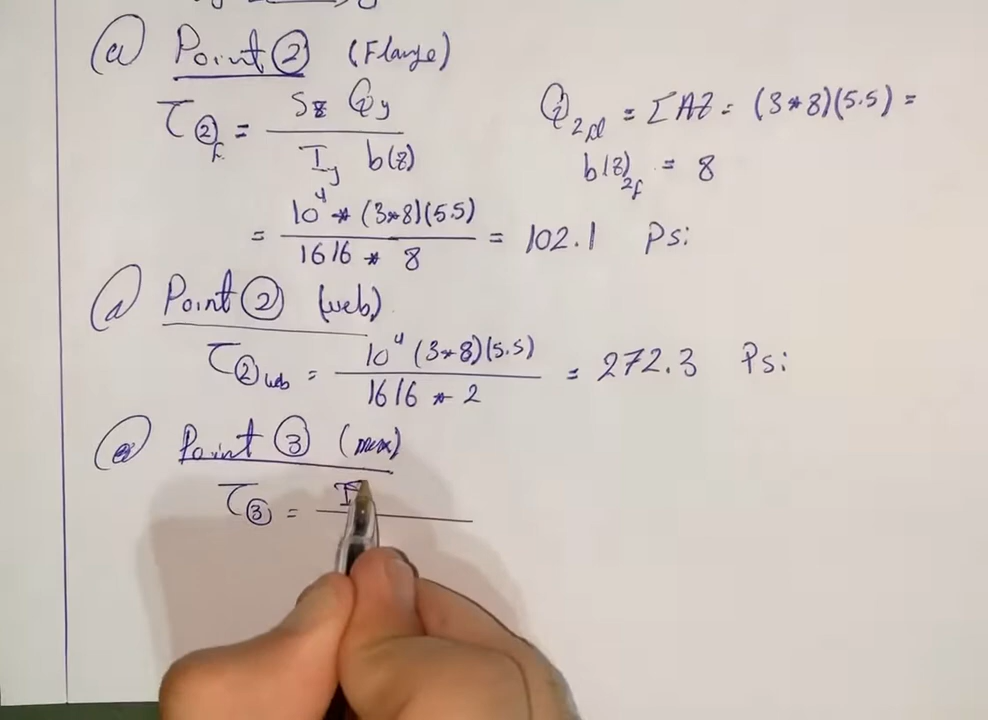 @ Point ② (Flange)
τ②f = Sz Qy / Iy b(z)
Q2fl = ΣAZ = (3*8)(5.5) =
b(z)2f = 8
= 10⁴ * (3*8)(5.5) / 1616 * 8 = 102.1 Psi
@ Point ② (web)
τ② web = 10⁴ (3*8)(5.5) / 1616 * 2 = 272.3 Psi
@ Point ③ (max)
τ③ =